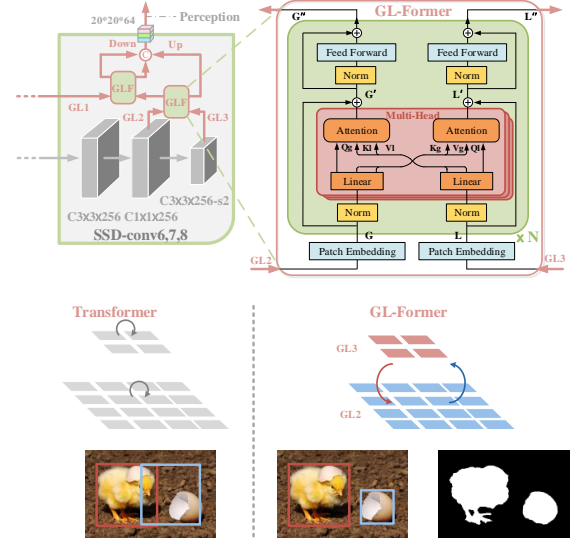 20*20*64
Perception
Down
Up
C
GLF
GL1
GLF
GL2
GL3
C3x3x256-s2
C3x3x256
C1x1x256
SSD-conv6,7,8
G″
GL-Former
L″
Feed Forward
Feed Forward
Norm
Norm
G′
L′
Multi-Head
Attention
Attention
Qg
Kl
Vl
Kg
Vg
Ql
Linear
Linear
Norm
Norm
x N
G
L
Patch Embedding
Patch Embedding
GL2
GL3
Transformer
GL-Former
GL3
GL2